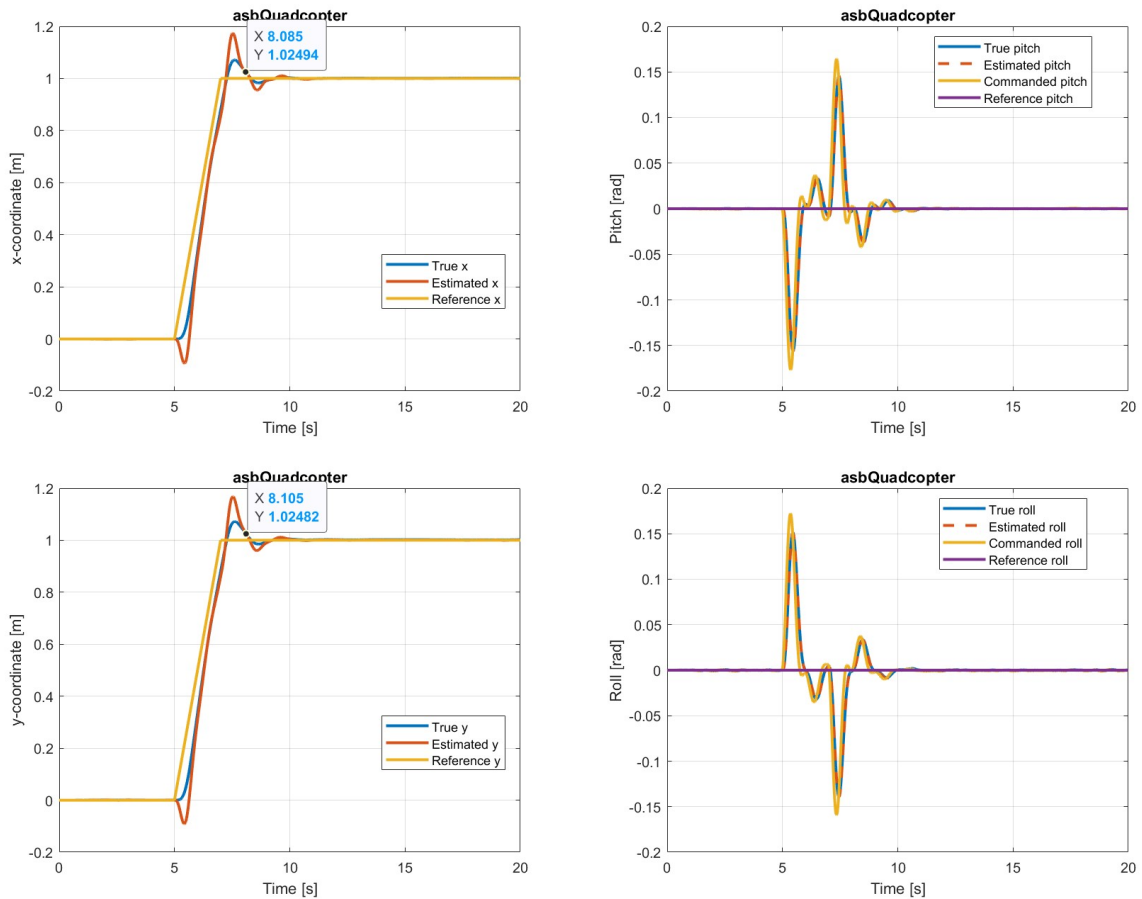 asbQuadcopter
X 8.085
Y 1.02494
1.2
1
0.8
0.6
0.4
0.2
0
-0.2
x-coordinate [m]
True x
Estimated x
Reference x
0
5
10
15
20
Time [s]
asbQuadcopter
0.2
0.15
0.1
0.05
0
-0.05
-0.1
-0.15
-0.2
Pitch [rad]
True pitch
Estimated pitch
Commanded pitch
Reference pitch
0
5
10
15
20
Time [s]
asbQuadcopter
X 8.105
Y 1.02482
1.2
1
0.8
0.6
0.4
0.2
0
-0.2
y-coordinate [m]
True y
Estimated y
Reference y
0
5
10
15
20
Time [s]
asbQuadcopter
0.2
0.15
0.1
0.05
0
-0.05
-0.1
-0.15
-0.2
Roll [rad]
True roll
Estimated roll
Commanded roll
Reference roll
0
5
10
15
20
Time [s]